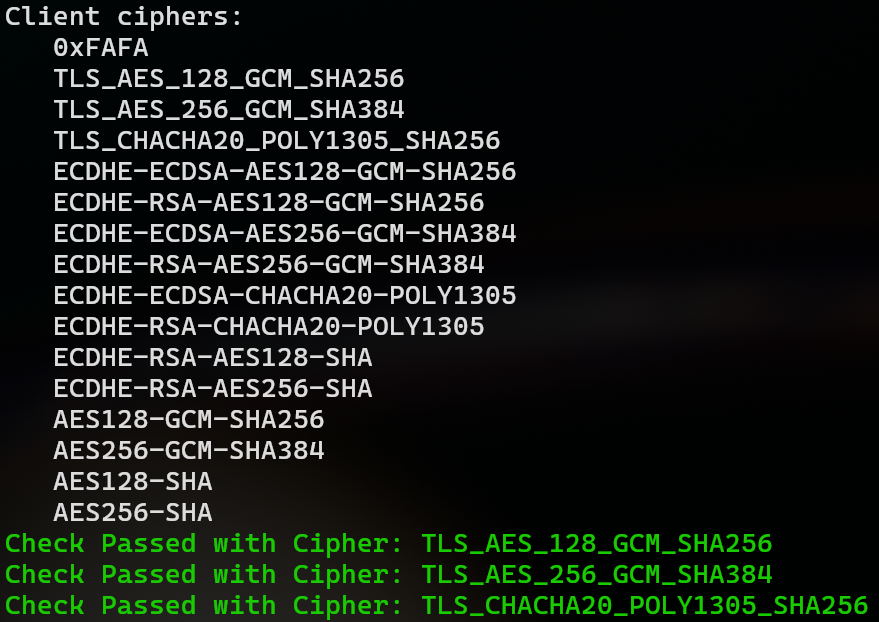 Client ciphers:
0xFAFA
TLS_AES_128_GCM_SHA256
TLS_AES_256_GCM_SHA384
TLS_CHACHA20_POLY1305_SHA256
ECDHE-ECDSA-AES128-GCM-SHA256
ECDHE-RSA-AES128-GCM-SHA256
ECDHE-ECDSA-AES256-GCM-SHA384
ECDHE-RSA-AES256-GCM-SHA384
ECDHE-ECDSA-CHACHA20-POLY1305
ECDHE-RSA-CHACHA20-POLY1305
ECDHE-RSA-AES128-SHA
ECDHE-RSA-AES256-SHA
AES128-GCM-SHA256
AES256-GCM-SHA384
AES128-SHA
AES256-SHA
Check Passed with Cipher: TLS_AES_128_GCM_SHA256
Check Passed with Cipher: TLS_AES_256_GCM_SHA384
Check Passed with Cipher: TLS_CHACHA20_POLY1305_SHA256